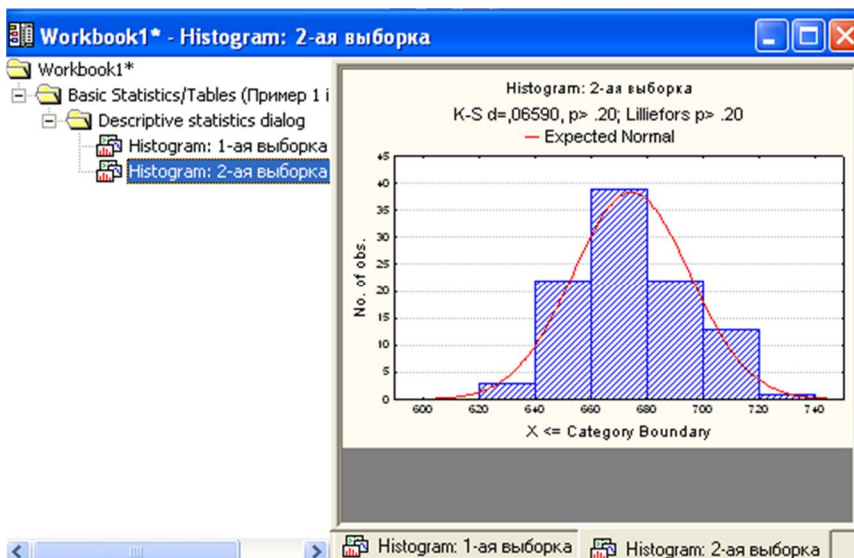 Workbook1* - Histogram: 2-ая выборка
Workbook1*
Basic Statistics/Tables (Пример 1 i
Descriptive statistics dialog
Histogram: 1-ая выборка
Histogram: 2-ая выборка
Histogram: 2-ая выборка
K-S d=,06590, p> .20; Lilliefors p> .20
Expected Normal
45
40
35
30
25
20
15
10
5
0
No. of obs.
600 620 640 660 680 700 720 740
X <= Category Boundary
Histogram: 1-ая выборка
Histogram: 2-ая выборка